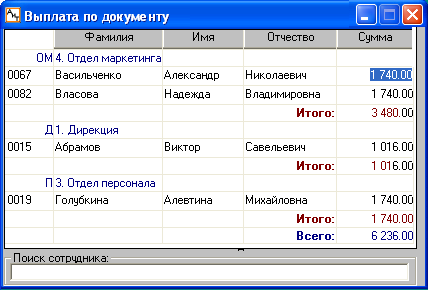 Выплата по документу
Фамилия Имя Отчество Сумма
ОМ 4. Отдел маркетинга
0067 Васильченко Александр Николаевич 1 740.00
0082 Власова Надежда Владимировна 1 740.00
Итого: 3 480.00
Д 1. Дирекция
0015 Абрамов Виктор Савельевич 1 016.00
Итого: 1 016.00
П 3. Отдел персонала
0019 Голубкина Алевтина Михайловна 1 740.00
Итого: 1 740.00
Всего: 6 236.00
Поиск сотрудника: